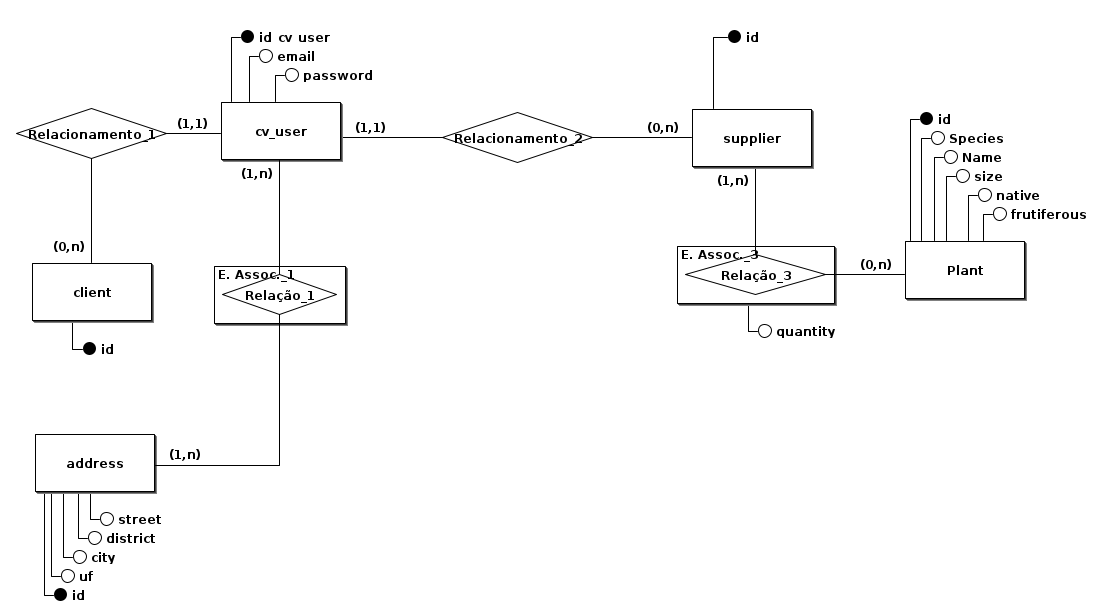 id cv user
email
password
id
cv_user
(1,1)
(1,1)
Relacionamento_1
Relacionamento_2
(0,n)
supplier
id
Species
Name
size
native
frutiferous
(1,n)
(1,n)
(0,n)
E. Assoc._1
Relação_1
E. Assoc._3
Relação_3
(0,n)
Plant
client
id
quantity
address
(1,n)
street
district
city
uf
id